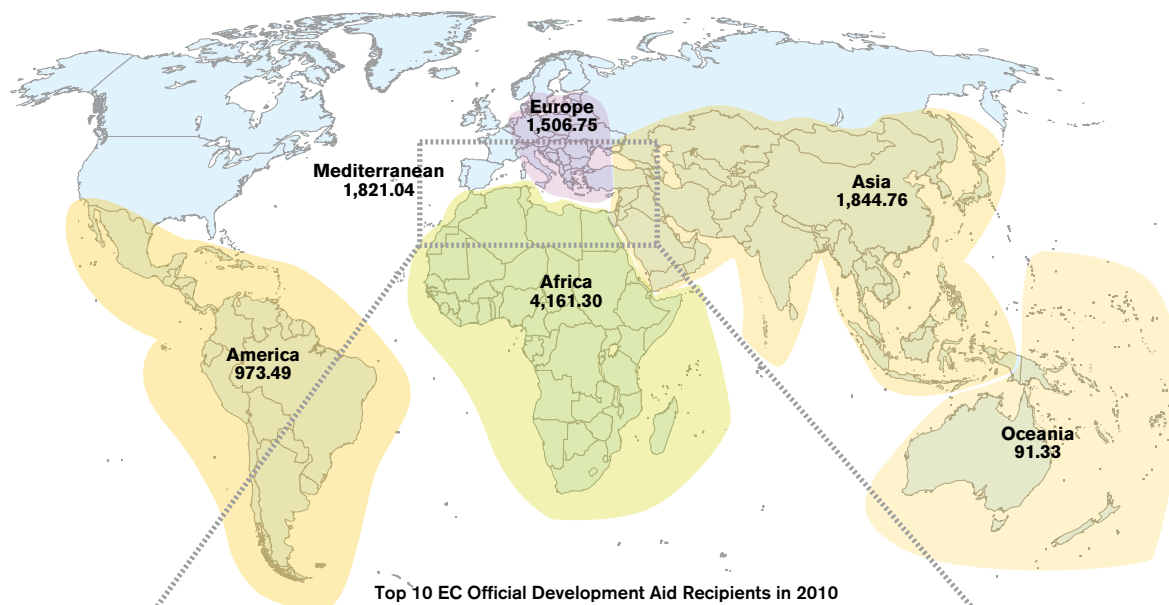 Europe
1,506.75
Mediterranean
1,821.04
Asia
1,844.76
Africa
4,161.30
America
973.49
Oceania
91.33
Top 10 EC Official Development Aid Recipients in 2010